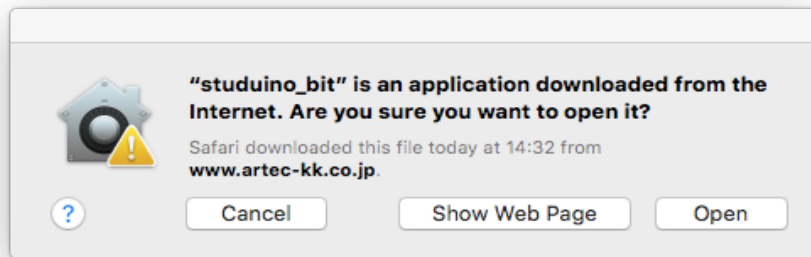 “studuino_bit” is an application downloaded from the
Internet. Are you sure you want to open it?
Safari downloaded this file today at 14:32 from
www.artec-kk.co.jp.
? Cancel Show Web Page Open